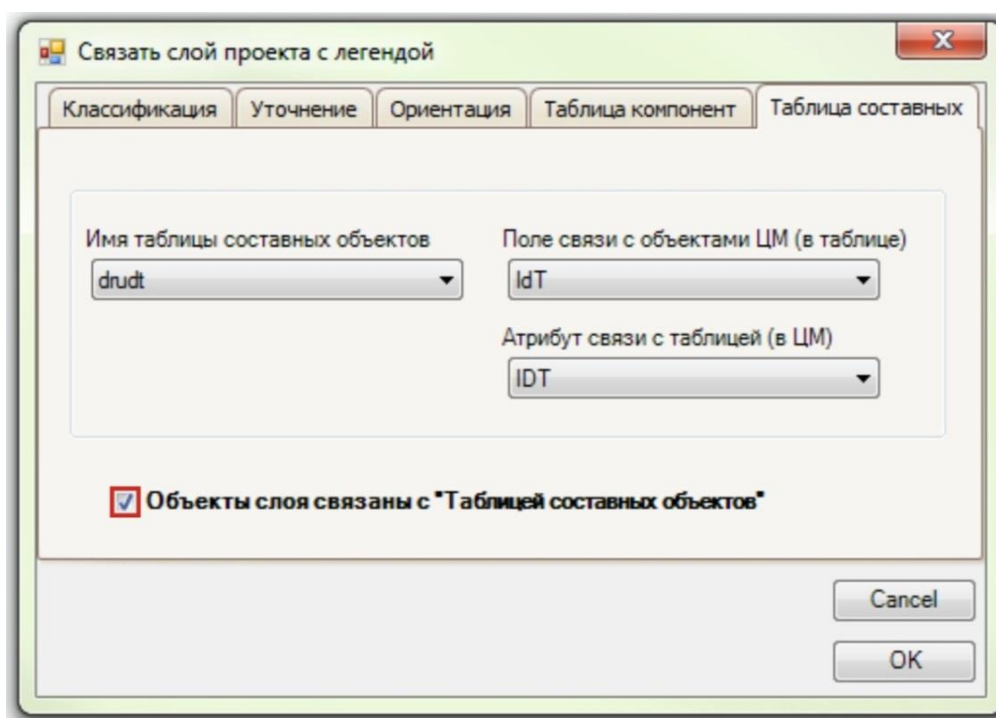 Связать слой проекта с легендой
Классификация Уточнение Ориентация Таблица компонент Таблица составных
Имя таблицы составных объектов Поле связи с объектами ЦМ (в таблице)
drudt IdT
Атрибут связи с таблицей (в ЦМ)
IDT
Объекты слоя связаны с "Таблицей составных объектов"
Cancel
OK